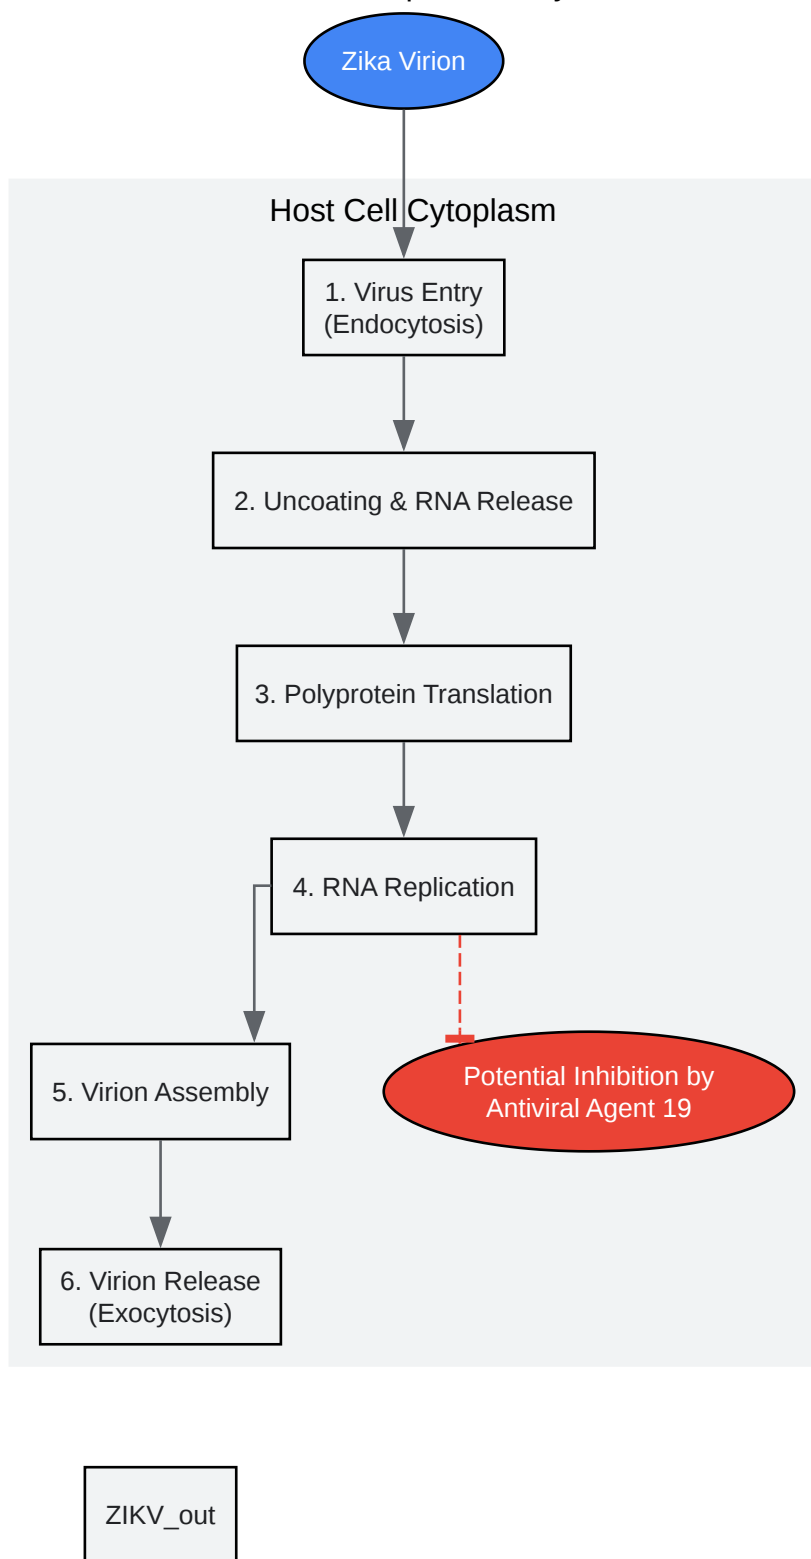 Zika Virion
Host Cell Cytoplasm
1. Virus Entry
(Endocytosis)
2. Uncoating & RNA Release
3. Polyprotein Translation
4. RNA Replication
5. Virion Assembly
Potential Inhibition by
Antiviral Agent 19
6. Virion Release
(Exocytosis)
ZIKV_out